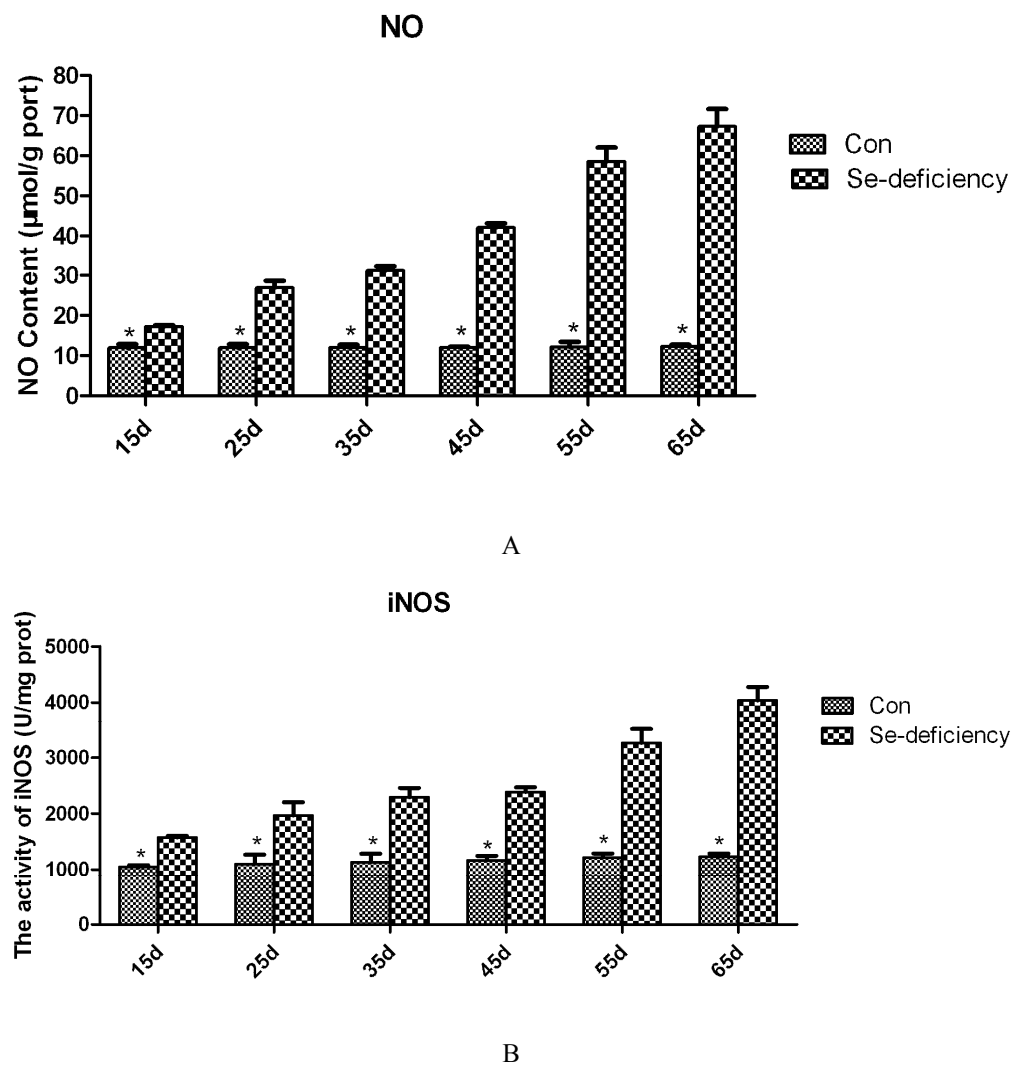 NO
NO Content (µmol/g port)
80
70
60
50
40
30
20
10
0
* * * * * *
15d 25d 35d 45d 55d 65d
Con
Se-deficiency
A
iNOS
The activity of iNOS (U/mg prot)
5000
4000
3000
2000
1000
0
* * * * * *
15d 25d 35d 45d 55d 65d
Con
Se-deficiency
B